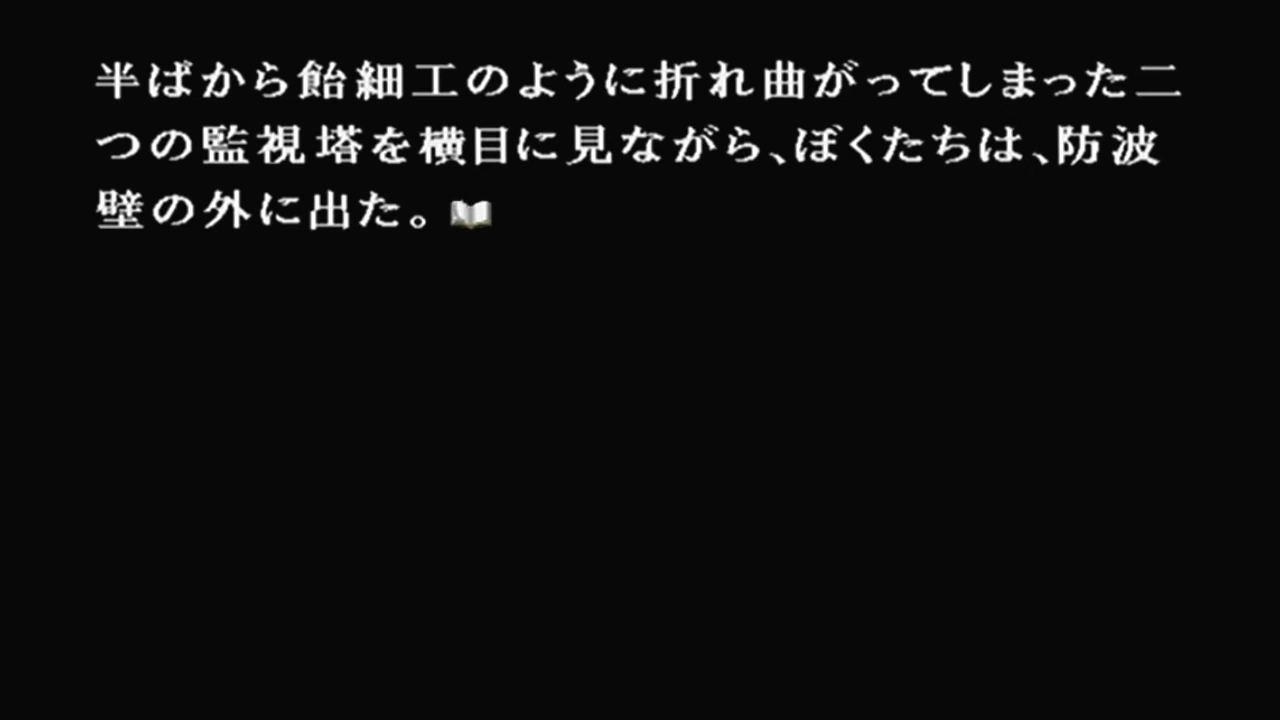 半ばから飴細工のように折れ曲がってしまった二
つの監視塔を横目に見ながら、ぼくたちは、防波
壁の外に出た。